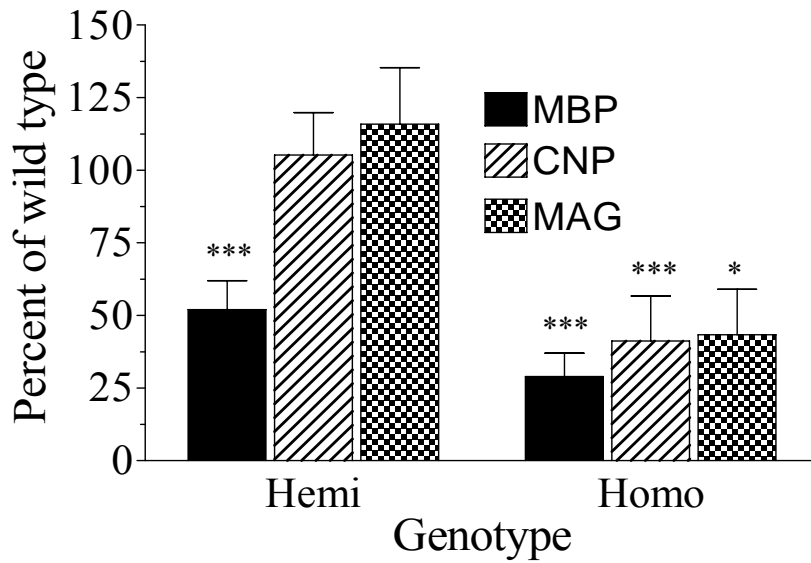 Percent of wild type
150
125
100
75
50
25
0
MBP
CNP
MAG
***
***
***
*
Hemi
Homo
Genotype